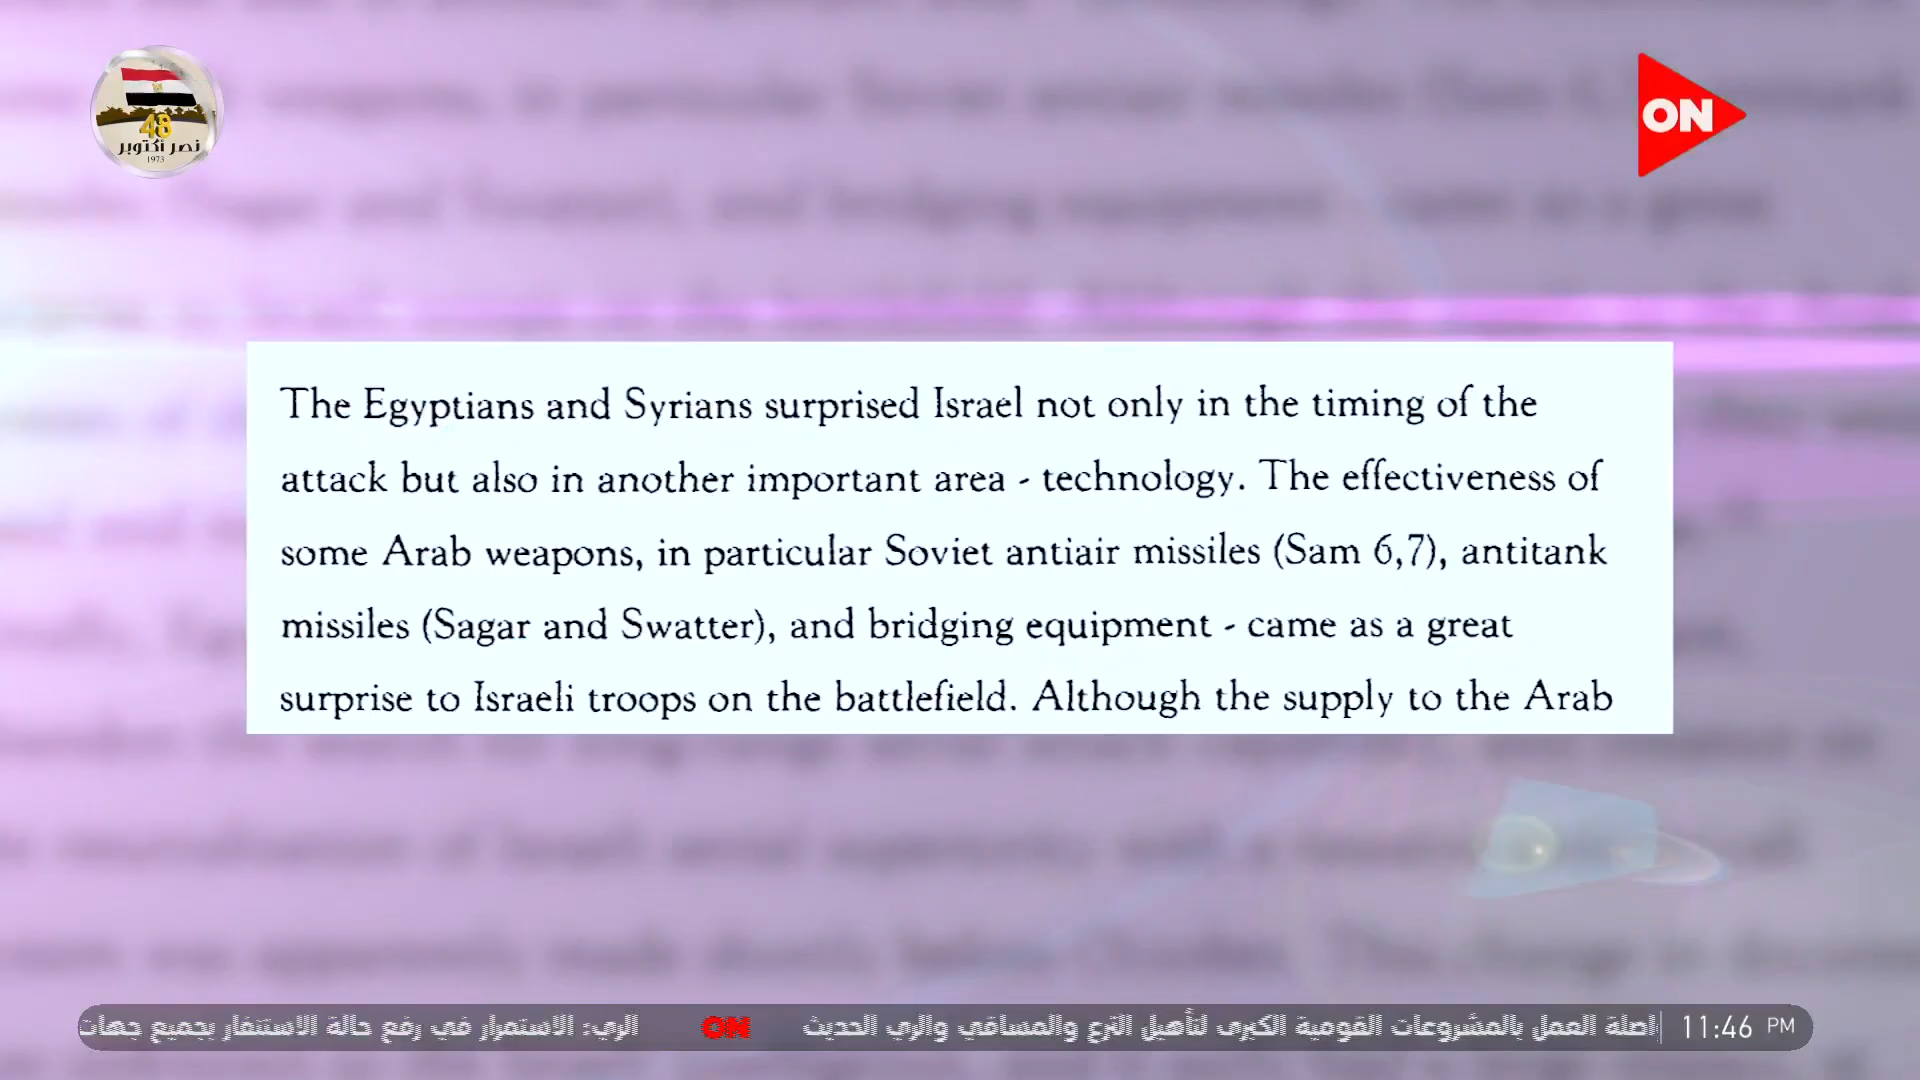 48
نصر أكتوبر
1973
ON
The Egyptians and Syrians surprised Israel not only in the timing of the
attack but also in another important area - technology. The effectiveness of
some Arab weapons, in particular Soviet antiair missiles (Sam 6,7), antitank
missiles (Sagar and Swatter), and bridging equipment - came as a great
surprise to Israeli troops on the battlefield. Although the supply to the Arab
اصلة العمل بالمشروعات القومية الكبرى لتأهيل الترع والمساقي والري الحديث ON الري: الاستمرار في رفع حالة الاستنفار بجميع جهات
11:46 PM